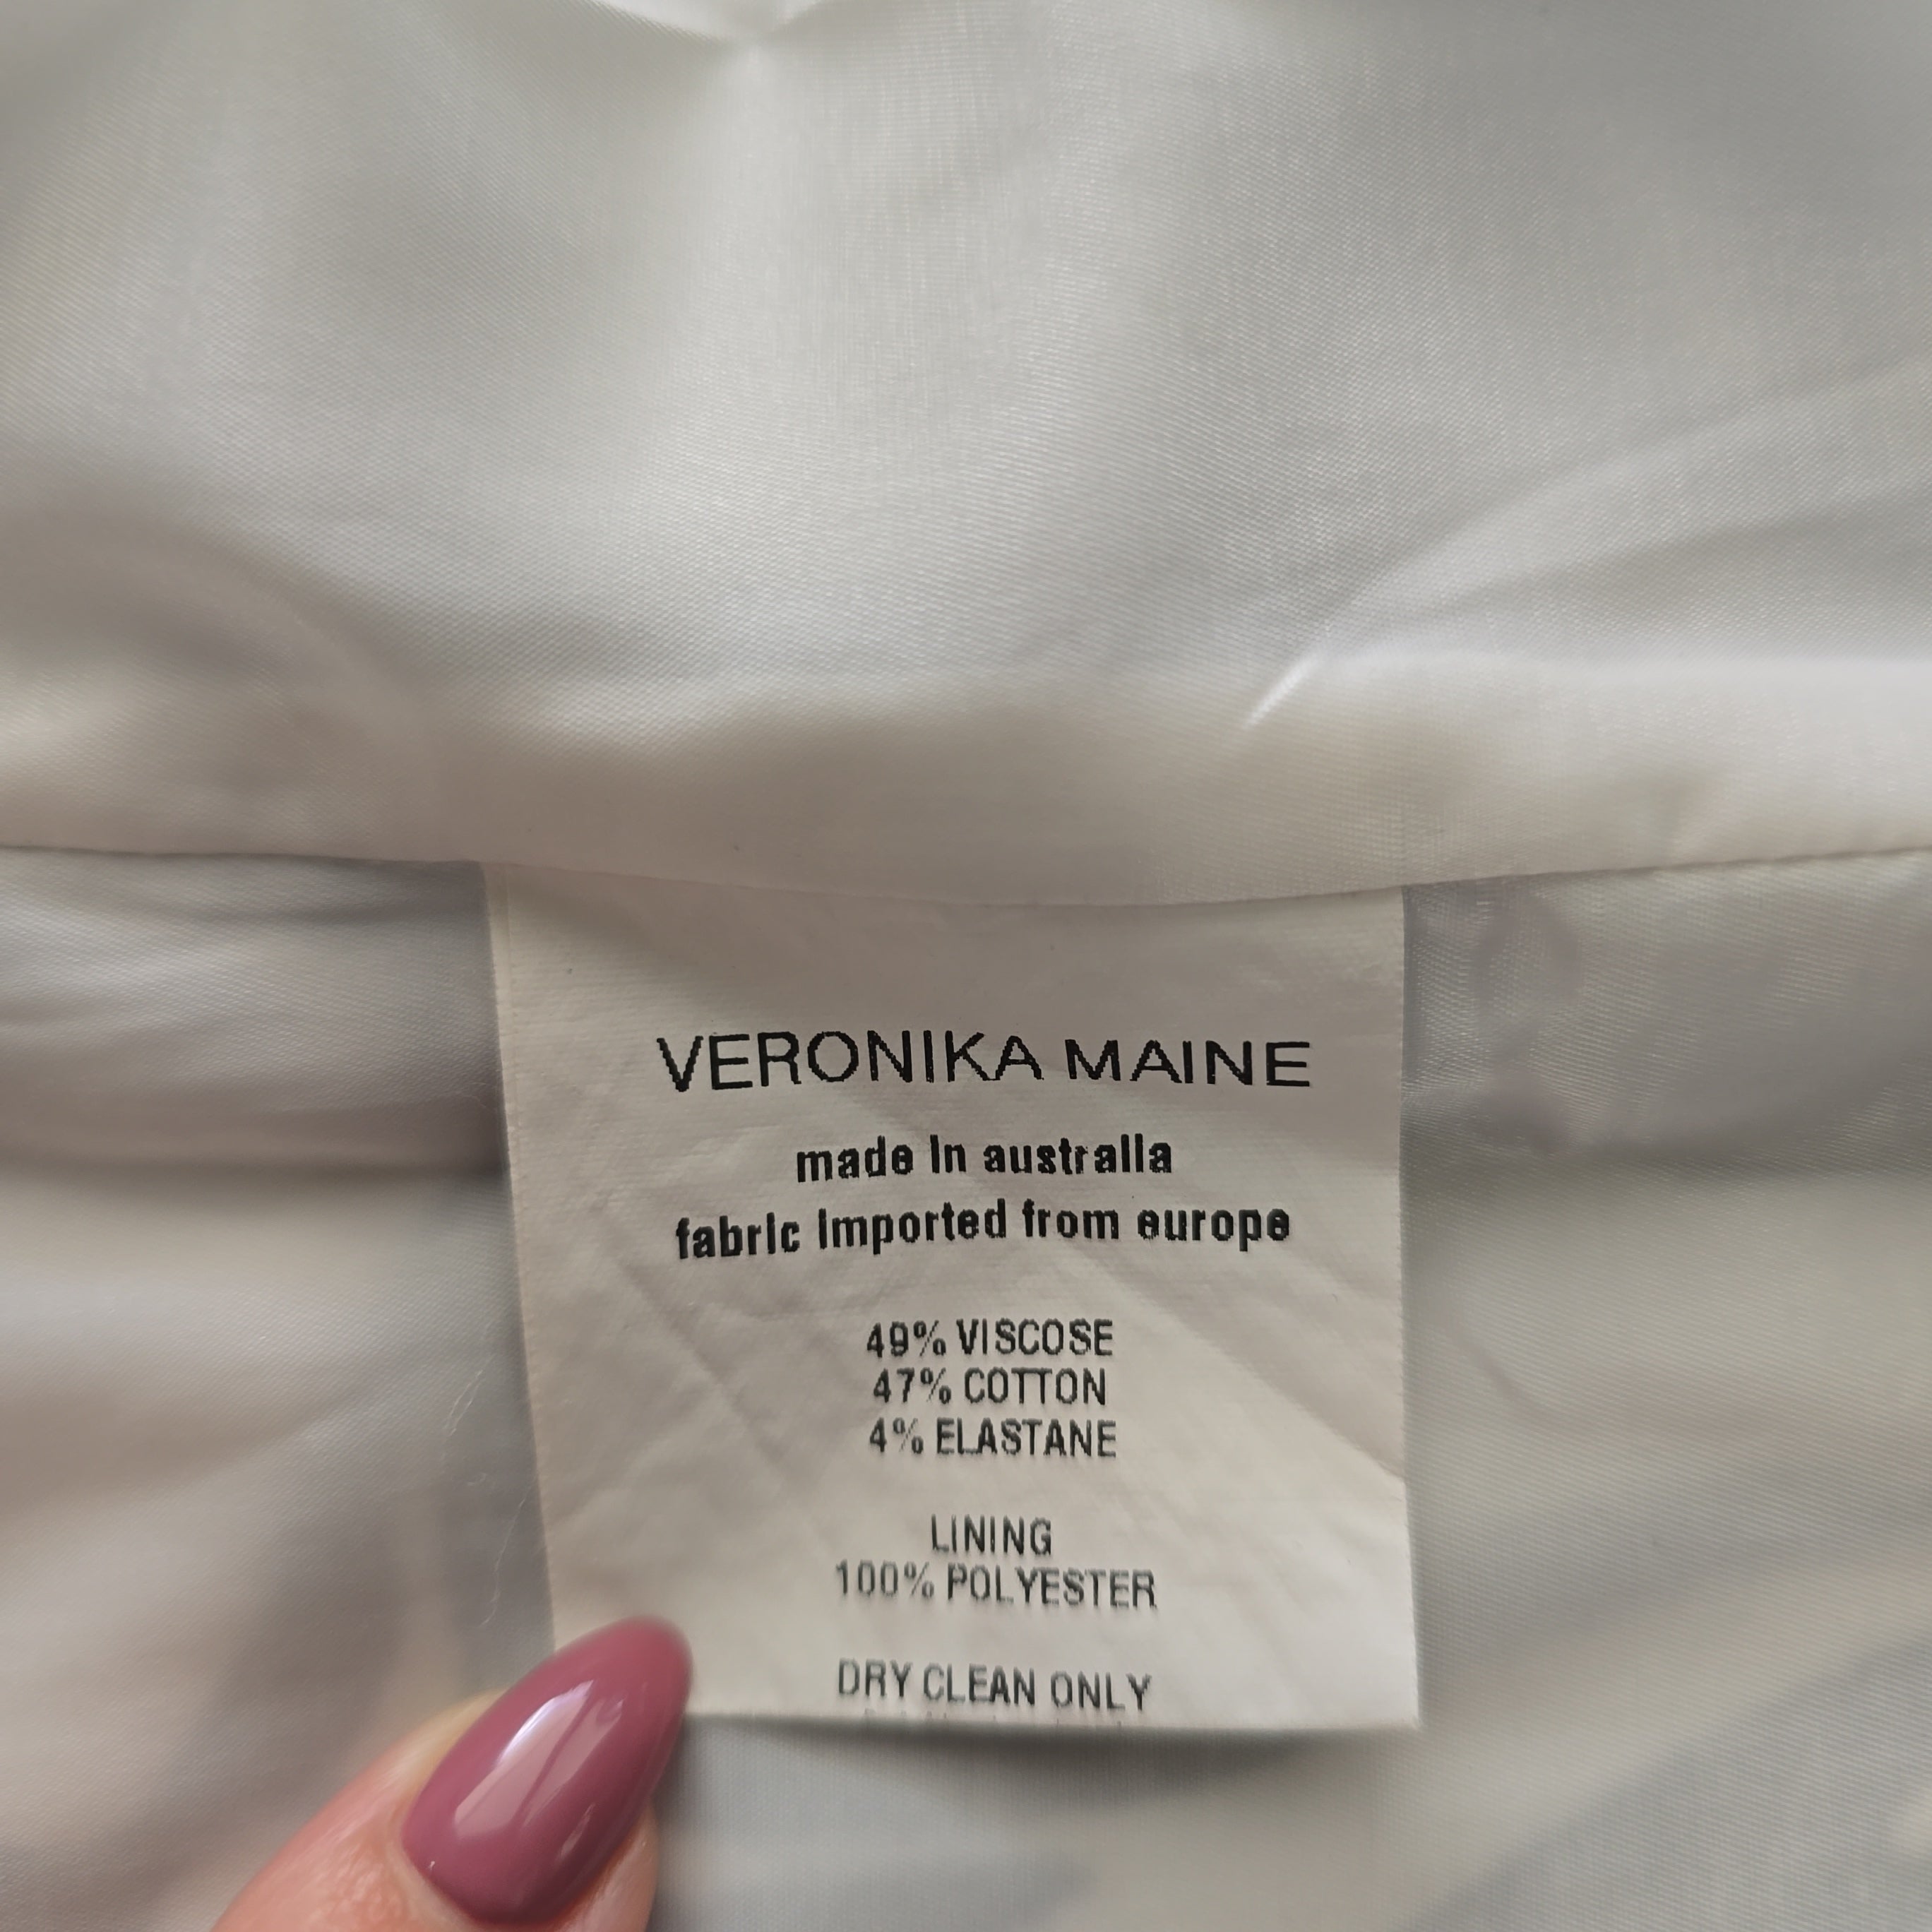 VERONIKA MAINE
made in australia
fabric imported from europe
49% VISCOSE
47% COTTON
4% ELASTANE
LINING
100% POLYESTER
DRY CLEAN ONLY